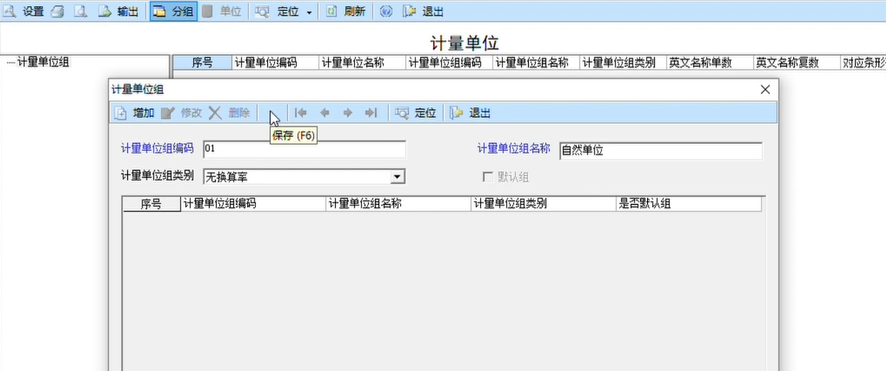 设置 输出 分组 单位 定位 刷新 退出
计量单位
计量单位组
序号 计量单位编码 计量单位名称 计量单位组编码 计量单位组名称 计量单位组类别 英文名称单数 英文名称复数 对应条形
计量单位组
增加 修改 删除 定位 退出
保存 (F6)
计量单位组编码 01 计量单位组名称 自然单位
计量单位组类别 无换算率 默认组
序号 计量单位组编码 计量单位组名称 计量单位组类别 是否默认组